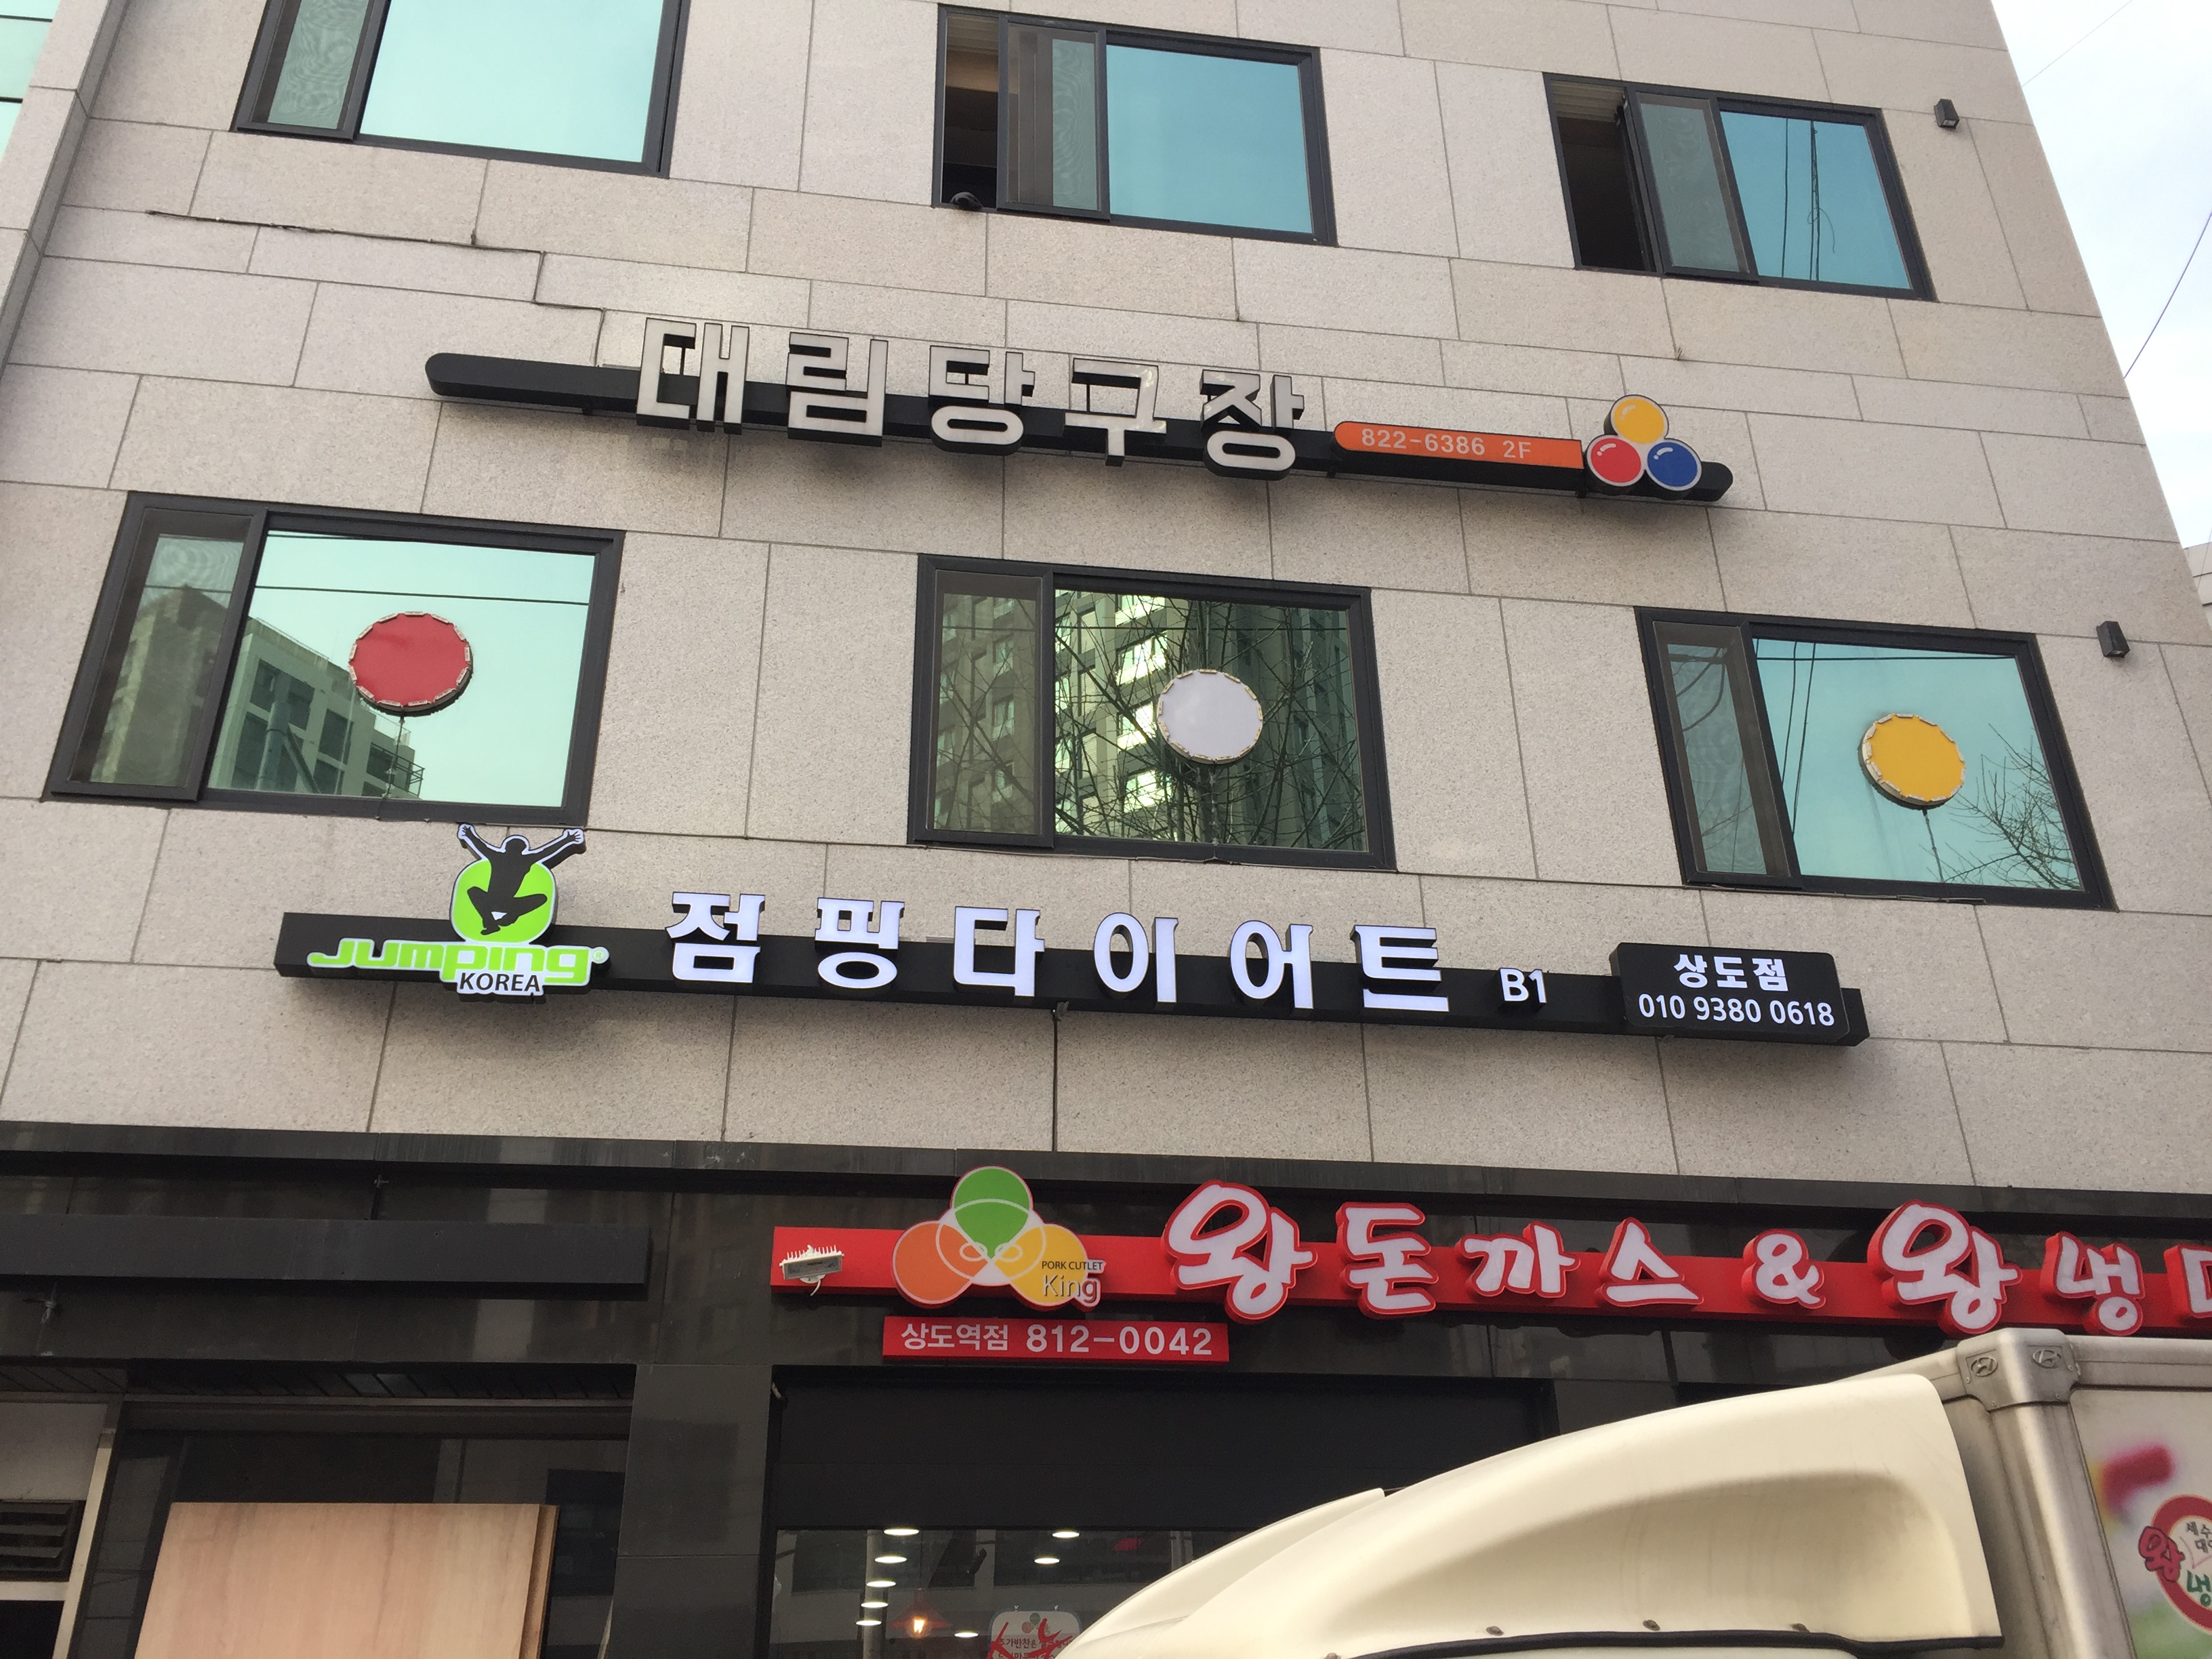 대림당구장 822-6386 2F
JUMPING® KOREA 점핑다이어트 B1 상도점
010 9380 0618
PORK CUTLET King 왕돈까스 & 왕냉
상도역점 812-0042
왕
냉